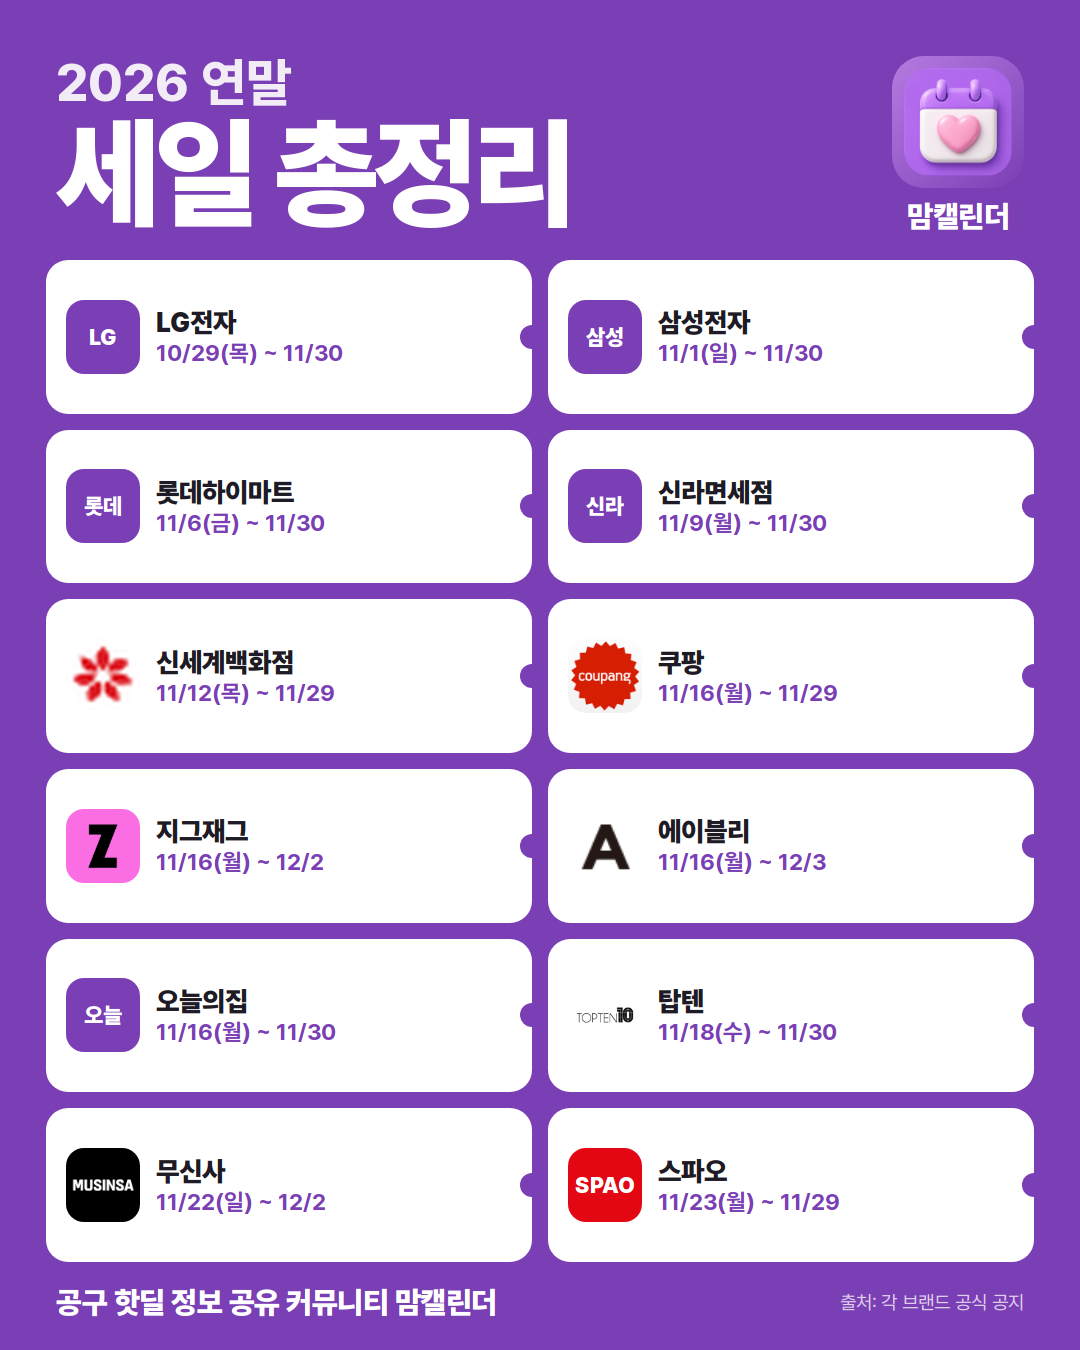 2026 연말
세일 총정리
맘캘린더
LG
LG전자
10/29(목) ~ 11/30
삼성
삼성전자
11/1(일) ~ 11/30
롯데
롯데하이마트
11/6(금) ~ 11/30
신라
신라면세점
11/9(월) ~ 11/30
신세계백화점
11/12(목) ~ 11/29
coupang
쿠팡
11/16(월) ~ 11/29
Z
지그재그
11/16(월) ~ 12/2
A
에이블리
11/16(월) ~ 12/3
오늘
오늘의집
11/16(월) ~ 11/30
TOPTEN10
탑텐
11/18(수) ~ 11/30
MUSINSA
무신사
11/22(일) ~ 12/2
SPAO
스파오
11/23(월) ~ 11/29
공구 핫딜 정보 공유 커뮤니티 맘캘린더
출처: 각 브랜드 공식 공지